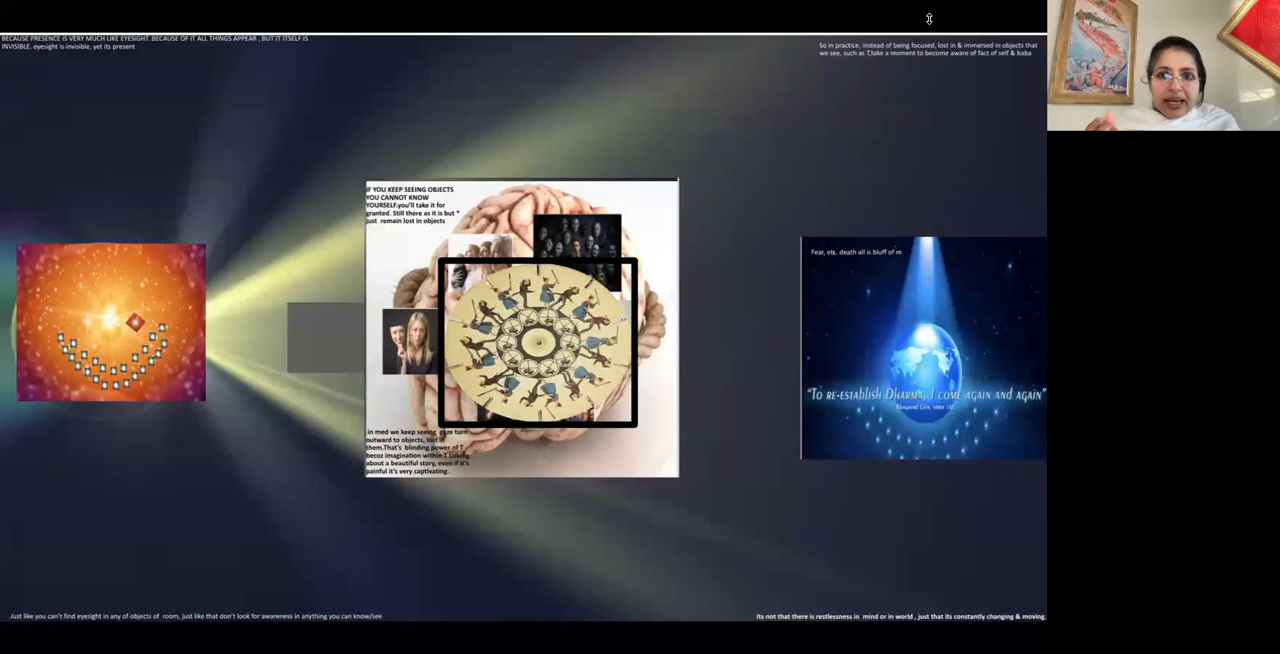 BECAUSE PRESENCE IS VERY MUCH LIKE EYESIGHT. BECAUSE OF IT ALL THINGS APPEAR , BUT IT ITSELF IS
INVISIBLE. eyesight is invisible, yet its present
So in practice, instead of being focused, lost in & immersed in objects that
we see, such as T,take a moment to become aware of fact of self & baba
IF YOU KEEP SEEING OBJECTS
YOU CANNOT KNOW
YOURSELF.you'll take it for
granted. Still there as it is but *
just remain lost in objects
Fear, etc. death all is bluff of m
"To re-establish Dharma, I come again and again"
in med we keep seeing gaze turn
outward to objects, lost in
them.That's blinding power of T ,
becoz imagination within T talking
about a beautiful story, even if it's
painful it's very captivating.
Just like you can't find eyesight in any of objects of room, just like that don't look for awareness in anything you can know/see
Its not that there is restlessness in mind or in world , just that its constantly changing & moving.